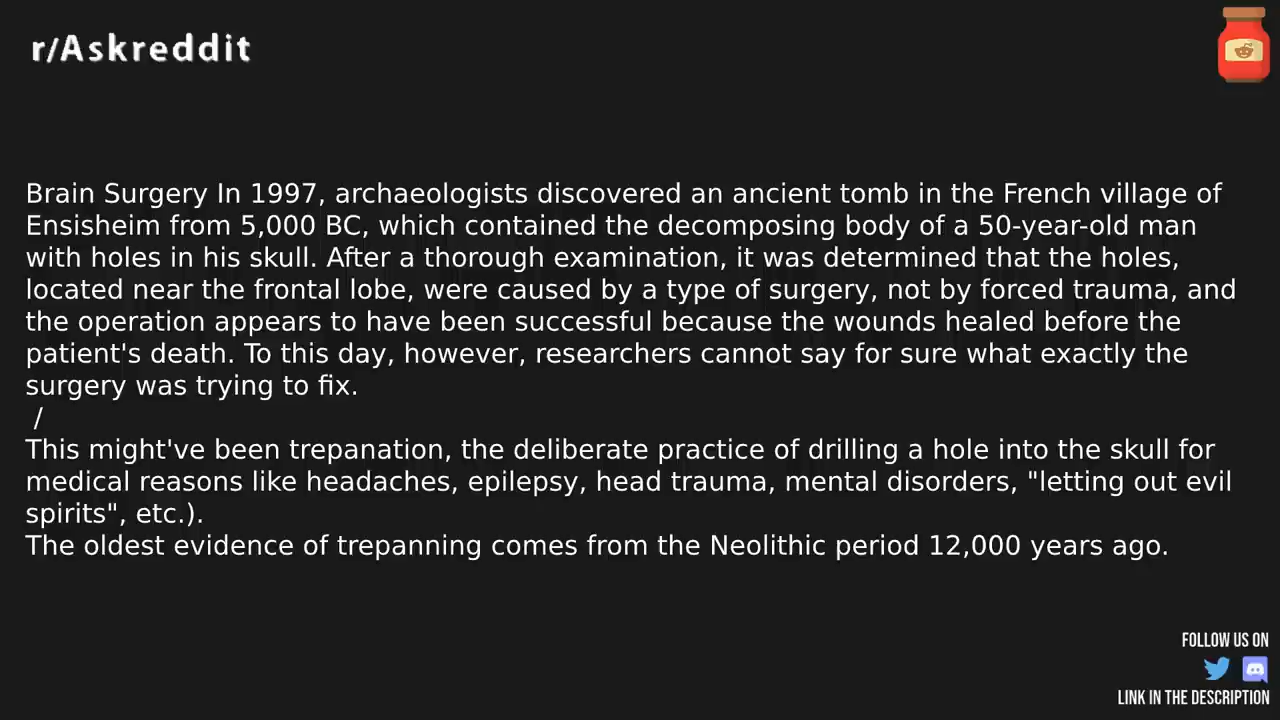 r/Askreddit
Brain Surgery In 1997, archaeologists discovered an ancient tomb in the French village of
Ensisheim from 5,000 BC, which contained the decomposing body of a 50-year-old man
with holes in his skull. After a thorough examination, it was determined that the holes,
located near the frontal lobe, were caused by a type of surgery, not by forced trauma, and
the operation appears to have been successful because the wounds healed before the
patient's death. To this day, however, researchers cannot say for sure what exactly the
surgery was trying to fix.
/
This might've been trepanation, the deliberate practice of drilling a hole into the skull for
medical reasons like headaches, epilepsy, head trauma, mental disorders, "letting out evil
spirits", etc.).
The oldest evidence of trepanning comes from the Neolithic period 12,000 years ago.
FOLLOW US ON
LINK IN THE DESCRIPTION